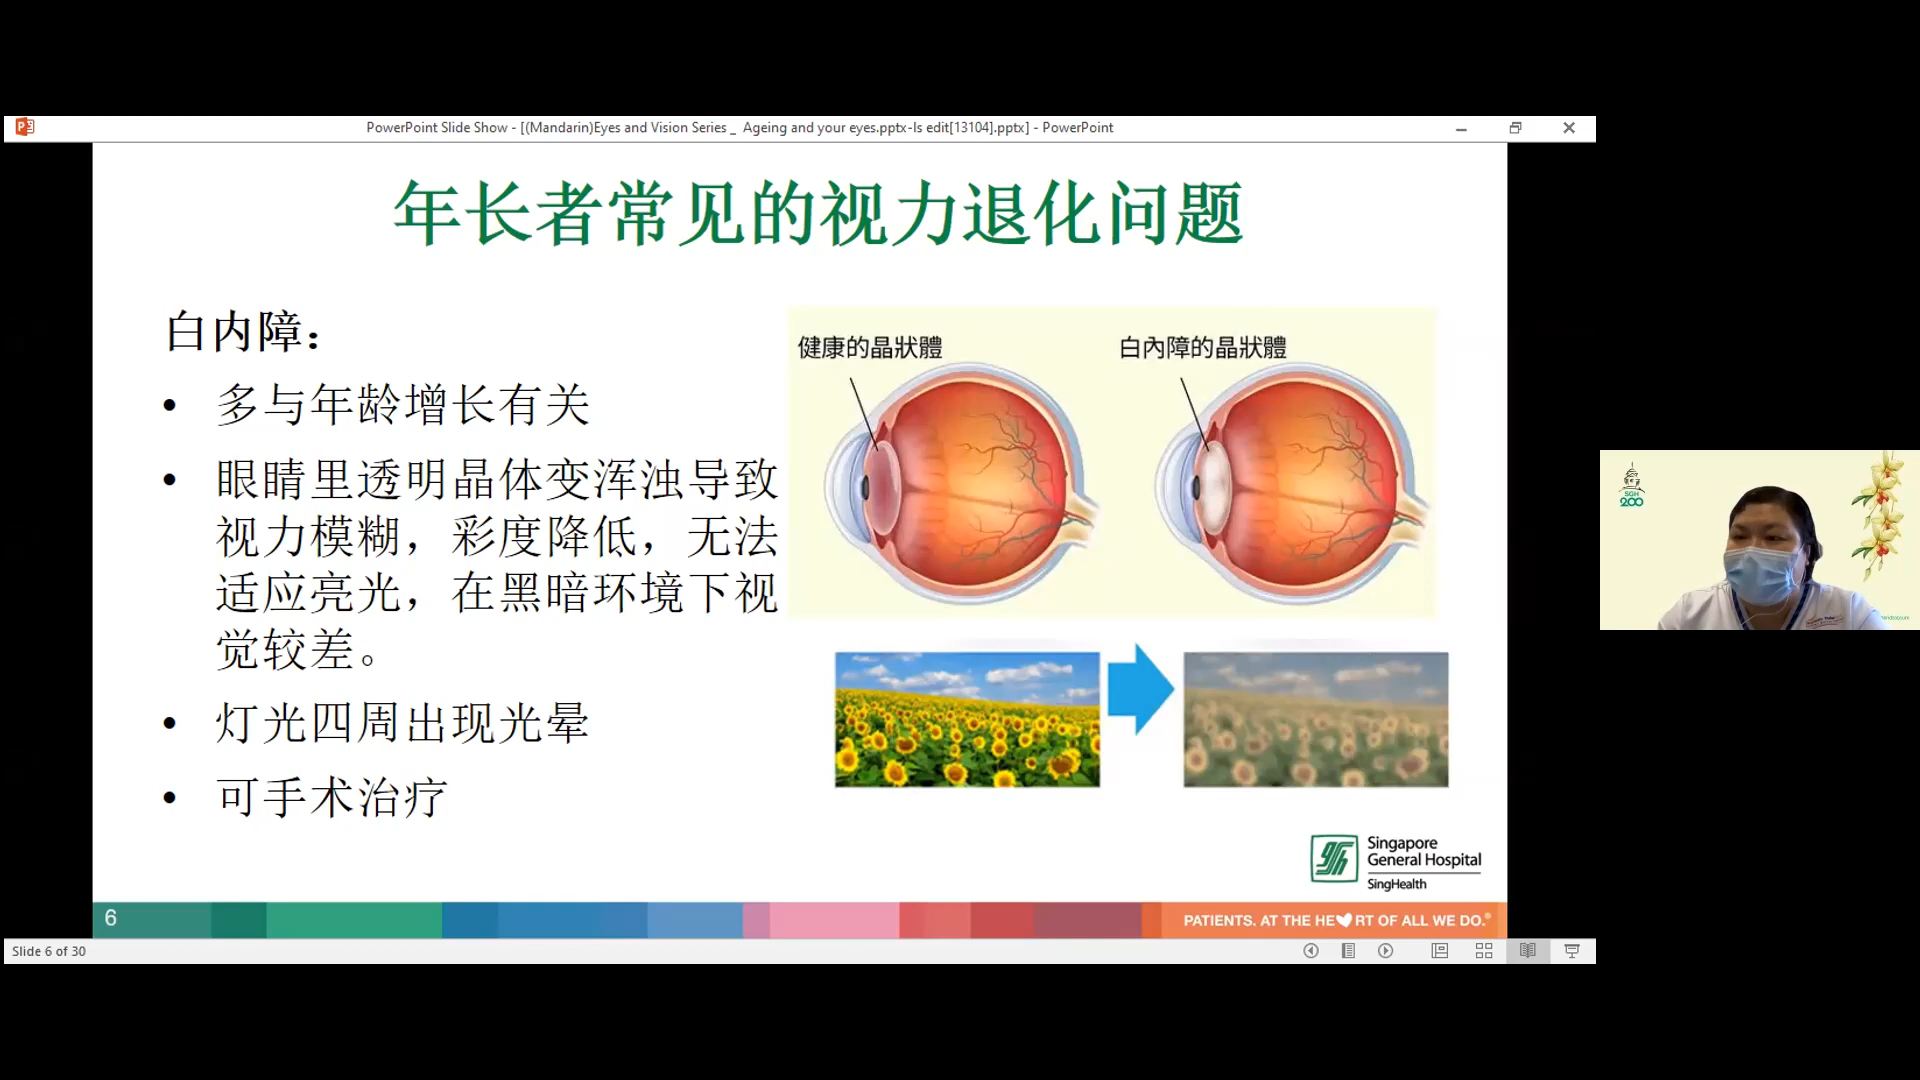 PowerPoint Slide Show - [(Mandarin)Eyes and Vision Series _ Ageing and your eyes.pptx-ls edit[13104].pptx] - PowerPoint
年长者常见的视力退化问题
白内障：
• 多与年龄增长有关
• 眼睛里透明晶体变浑浊导致
视力模糊，彩度降低，无法
适应亮光，在黑暗环境下视
觉较差。
• 灯光四周出现光晕
• 可手术治疗
健康的晶狀體
白內障的晶狀體
Singapore
General Hospital
SingHealth
6
PATIENTS. AT THE HE RT OF ALL WE DO.®
Slide 6 of 30
SGH
200